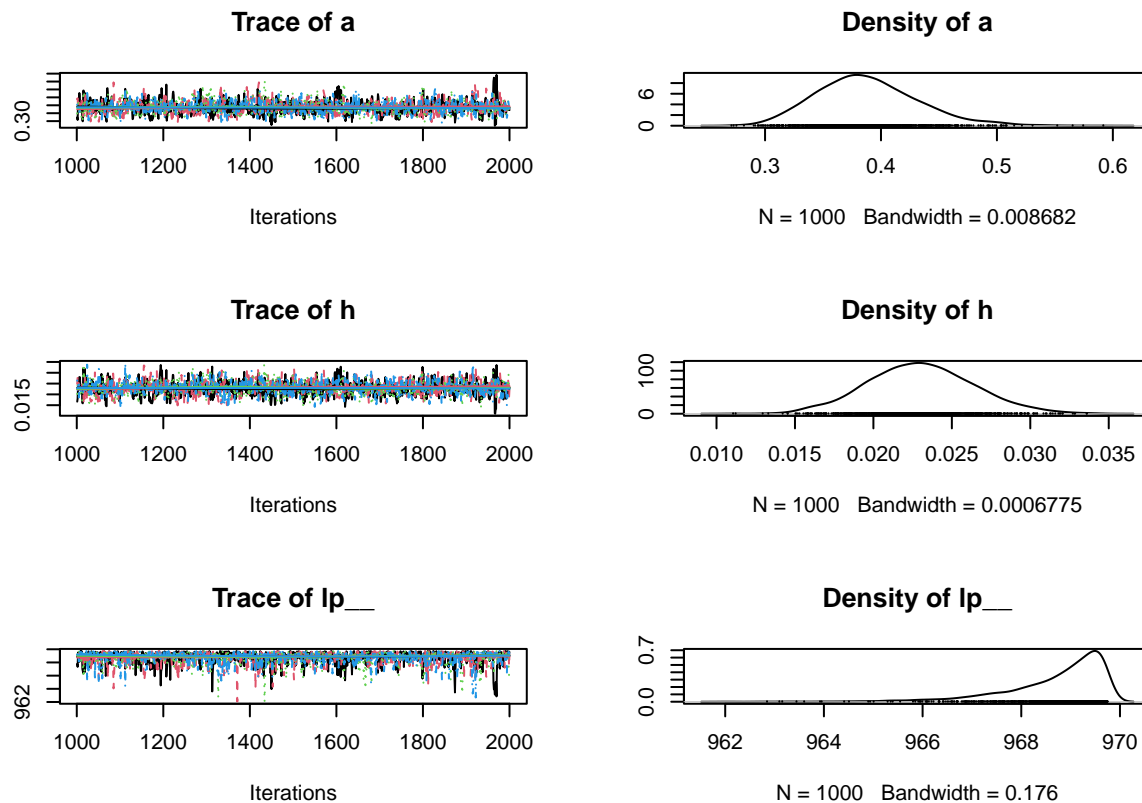 Trace of a
0.30
1000 1200 1400 1600 1800 2000
Iterations
Density of a
0 6
0.3 0.4 0.5 0.6
N = 1000 Bandwidth = 0.008682
Trace of h
0.015
1000 1200 1400 1600 1800 2000
Iterations
Density of h
0 100
0.010 0.015 0.020 0.025 0.030 0.035
N = 1000 Bandwidth = 0.0006775
Trace of lp__
962
1000 1200 1400 1600 1800 2000
Iterations
Density of lp__
0.0 0.7
962 964 966 968 970
N = 1000 Bandwidth = 0.176